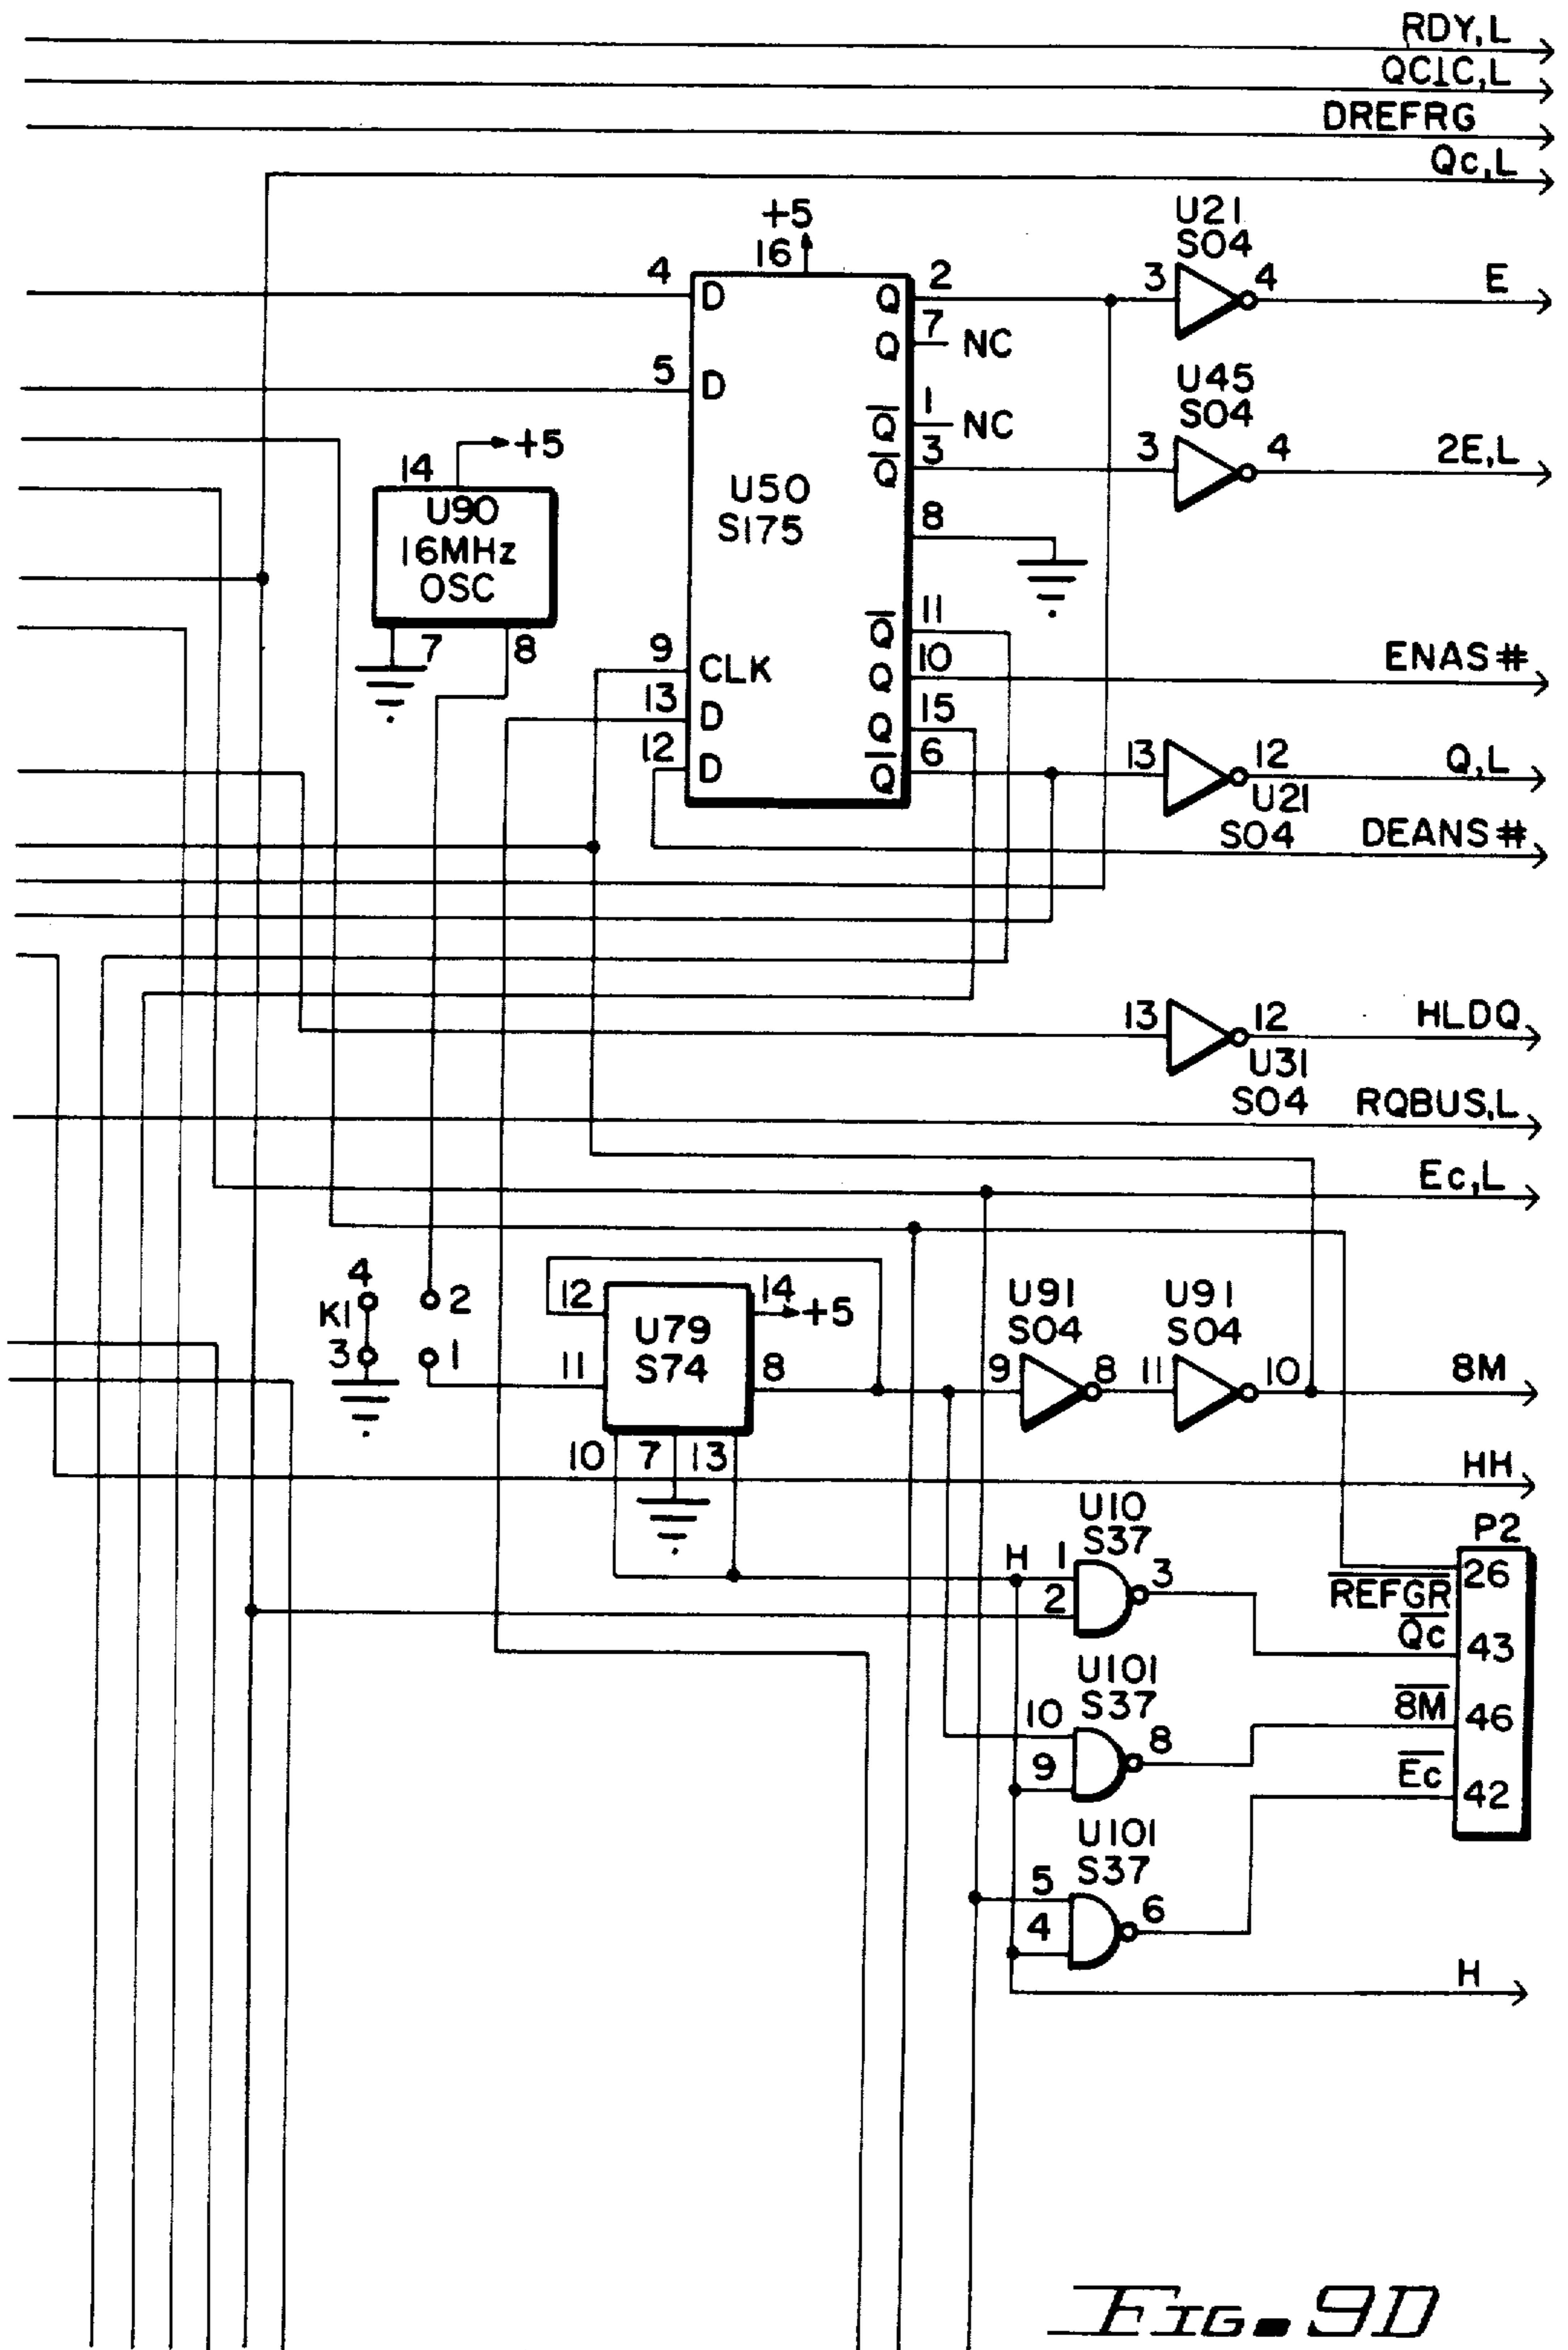 RDY,L
QC1C,L
DREFRG
Qc,L
+5
16
U21
S04
4
D
Q
2
3
4
E
Q
7
NC
5
D
U45
S04
Q
1
NC
14
+5
Q
3
3
4
2E,L
U90
16MHz
OSC
U50
S175
8
7
8
Q
11
9
CLK
Q
10
ENAS#
13
D
Q
15
12
D
Q
6
13
12
Q,L
U21
S04
DEANS#
13
12
HLDQ
U31
S04
RQBUS,L
Ec,L
4
K1
2
3
1
12
14
+5
U79
S74
11
8
U91
S04
U91
S04
9
8
11
10
8M
10
7
13
HH
U10
S37
P2
H
1
2
3
26
REFGR
Qc
43
U101
S37
10
9
8
8M
46
Ec
42
U101
S37
5
4
6
H
FIG. 9D